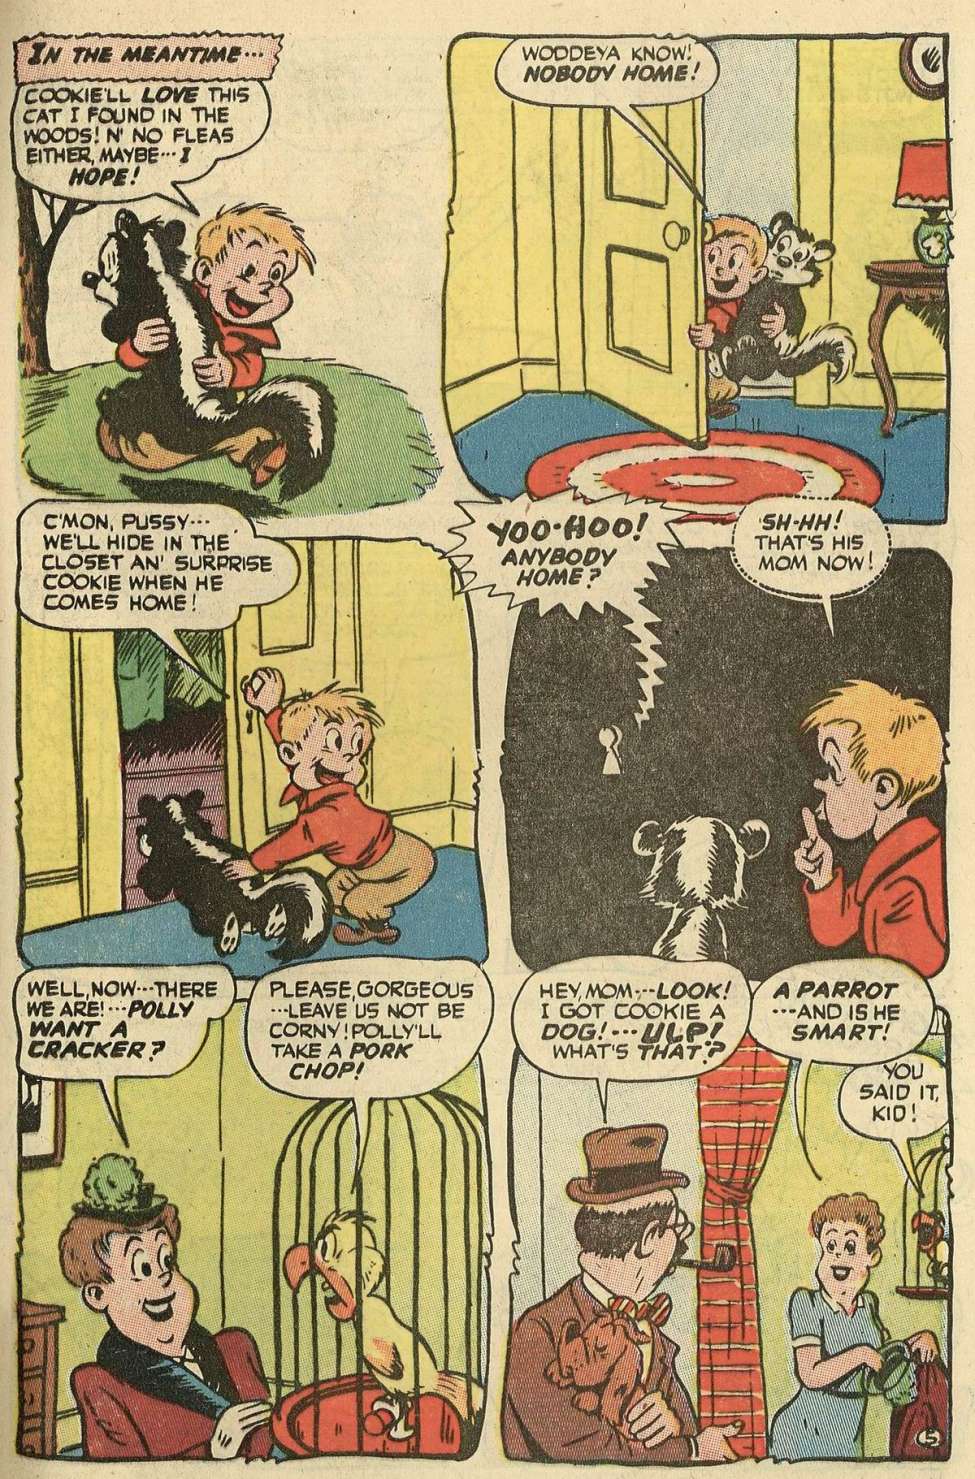 IN THE MEANTIME...
COOKIE'LL LOVE THIS
CAT I FOUND IN THE
WOODS! N' NO FLEAS
EITHER, MAYBE... I
HOPE!
WODDEYA KNOW!
NOBODY HOME!
C'MON, PUSSY...
WE'LL HIDE IN THE
CLOSET AN' SURPRISE
COOKIE WHEN HE
COMES HOME!
YOO-HOO!
ANYBODY
HOME?
SH-HH!
THAT'S HIS
MOM NOW!
WELL, NOW...THERE
WE ARE!...POLLY
WANT A
CRACKER?
PLEASE, GORGEOUS
...LEAVE US NOT BE
CORNY! POLLY'LL
TAKE A PORK
CHOP!
HEY, MOM...LOOK!
I GOT COOKIE A
DOG!...ULP!
WHAT'S THAT?
A PARROT
...AND IS HE
SMART!
YOU
SAID IT,
KID!
5